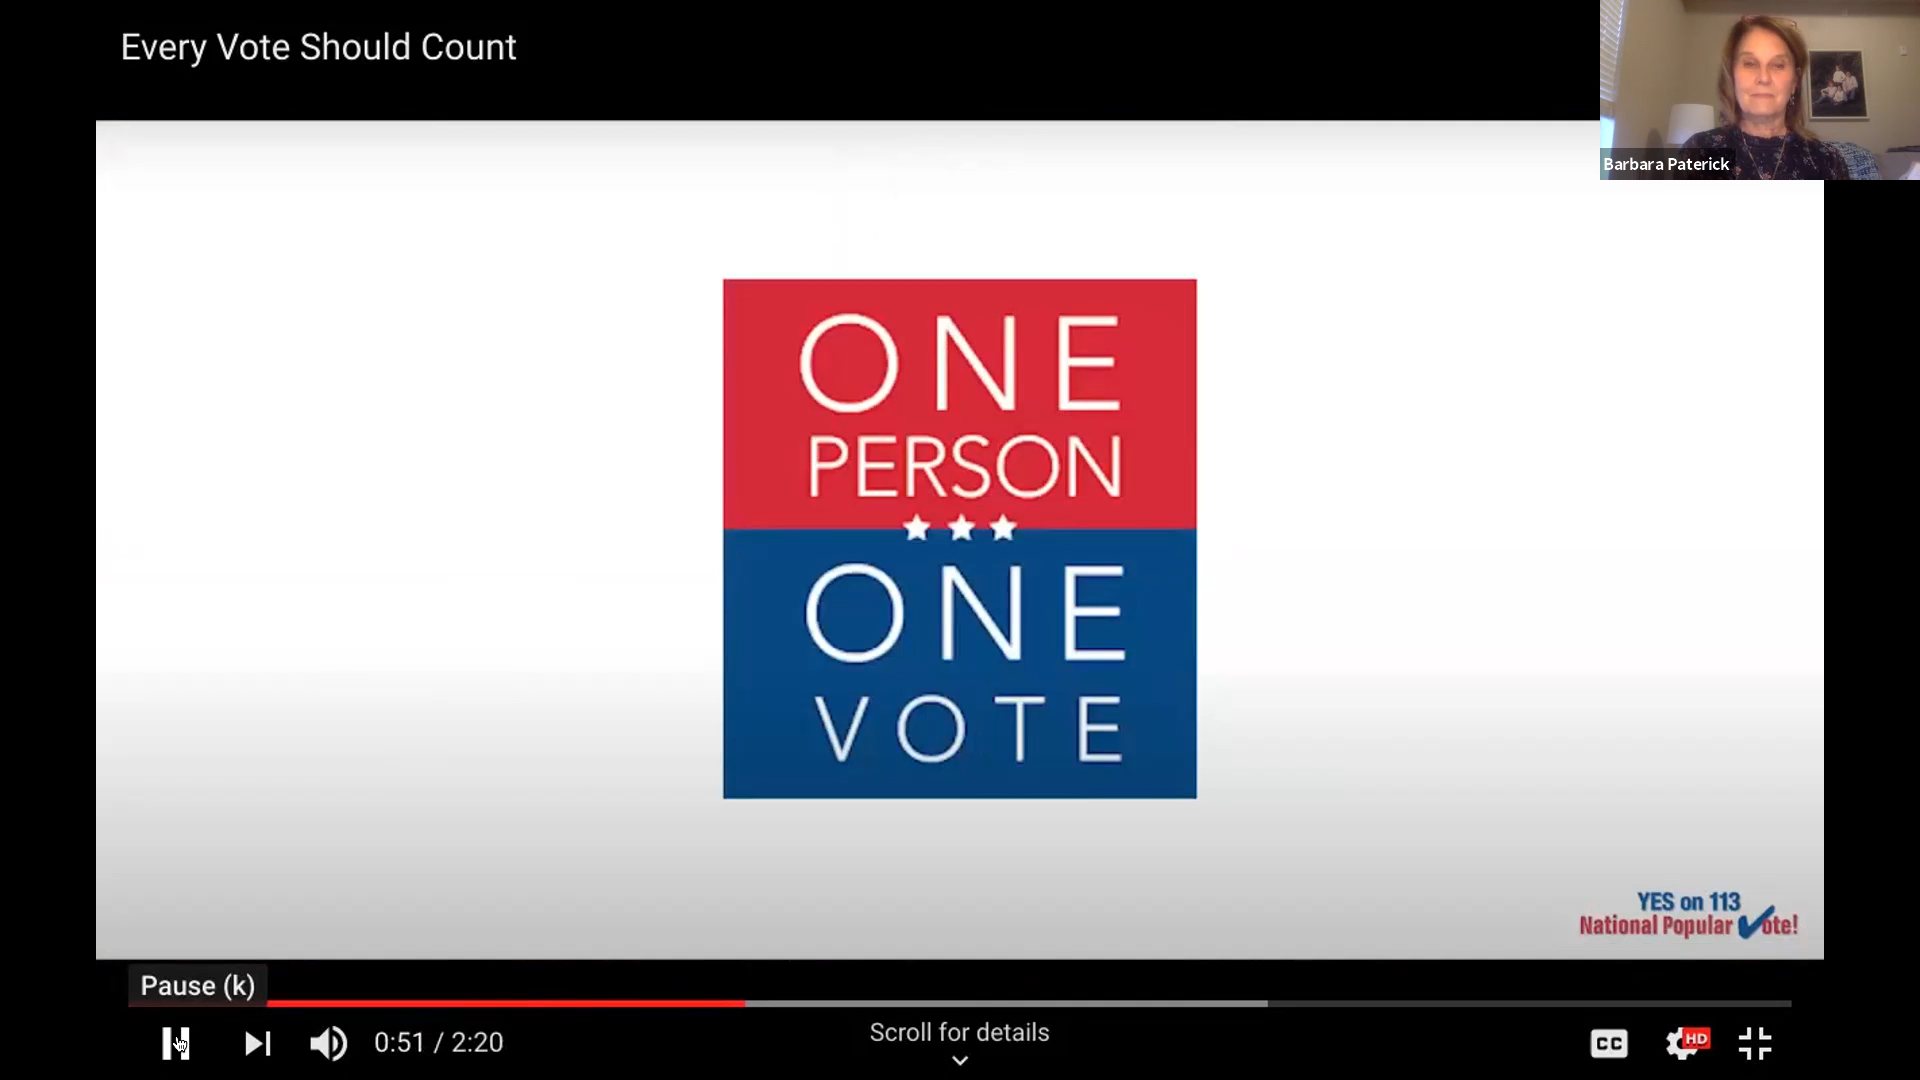 Every Vote Should Count
Barbara Paterick
ONE
PERSON
ONE
VOTE
YES on 113
National Popular Vote!
Pause (k)
0:51 / 2:20
Scroll for details
CC
HD